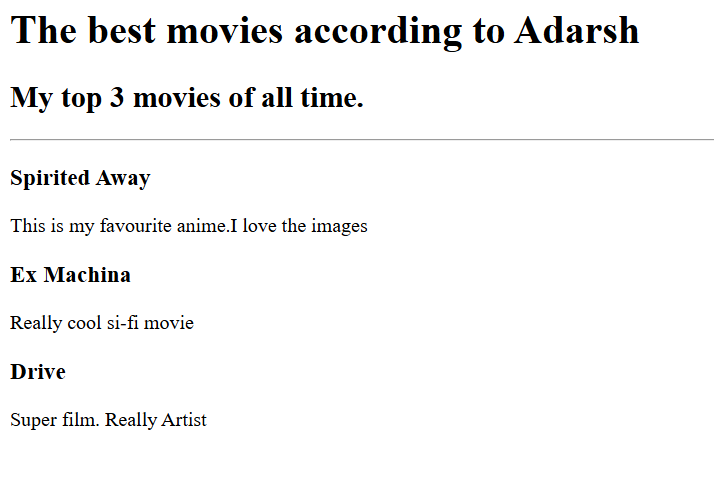 The best movies according to Adarsh
My top 3 movies of all time.
Spirited Away
This is my favourite anime.I love the images
Ex Machina
Really cool si-fi movie
Drive
Super film. Really Artist